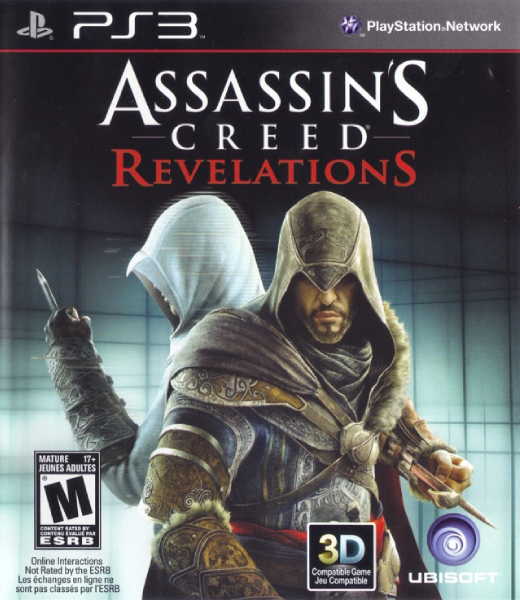 PS3
PlayStation®Network
ASSASSIN'S
CREED®
REVELATIONS
MATURE 17+
JEUNES ADULTES
M
CONTENT RATED BY
CONTENU ÉVALUÉ PAR
ESRB
Online Interactions
Not Rated by the ESRB
Les échanges en ligne ne
sont pas classés par l'ESRB
3D
Compatible Game
Jeu Compatible
UBISOFT